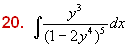 20. ∫ y³/(1 − 2y⁴)⁵ dx